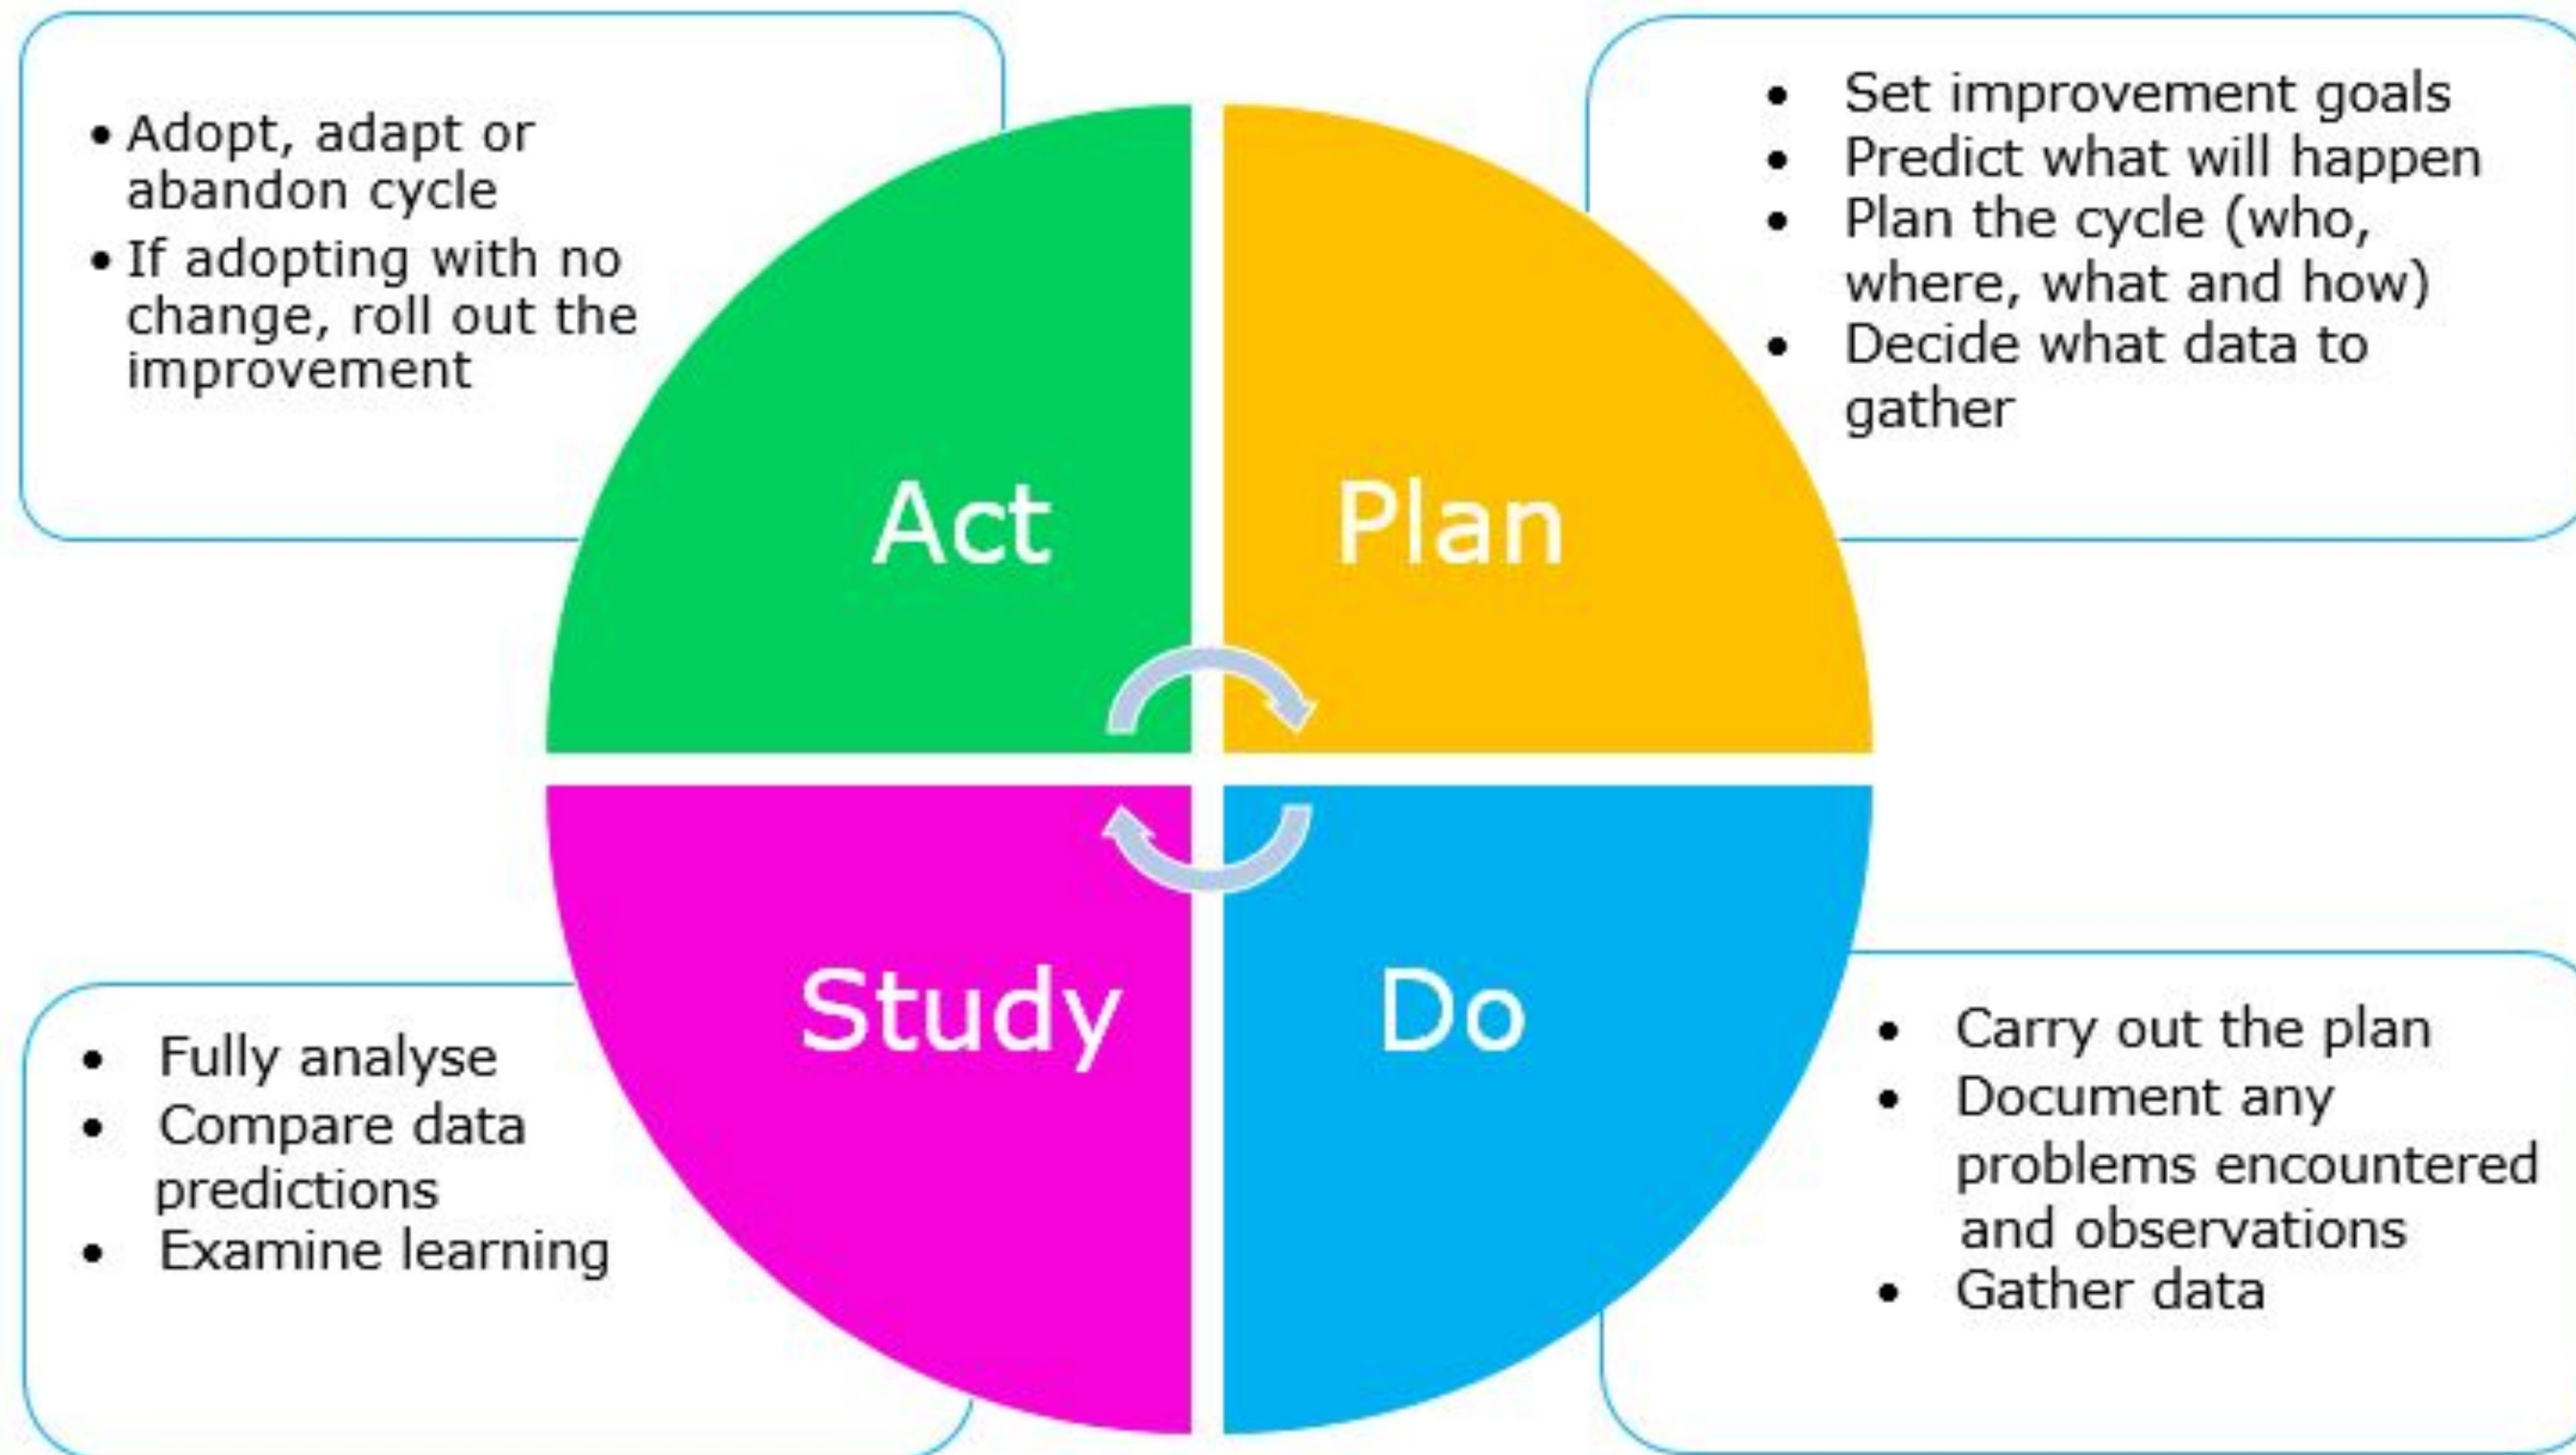 • Adopt, adapt or
abandon cycle
• If adopting with no
change, roll out the
improvement
• Set improvement goals
• Predict what will happen
• Plan the cycle (who,
where, what and how)
• Decide what data to
gather
Act
Plan
Study
Do
• Fully analyse
• Compare data
predictions
• Examine learning
• Carry out the plan
• Document any
problems encountered
and observations
• Gather data